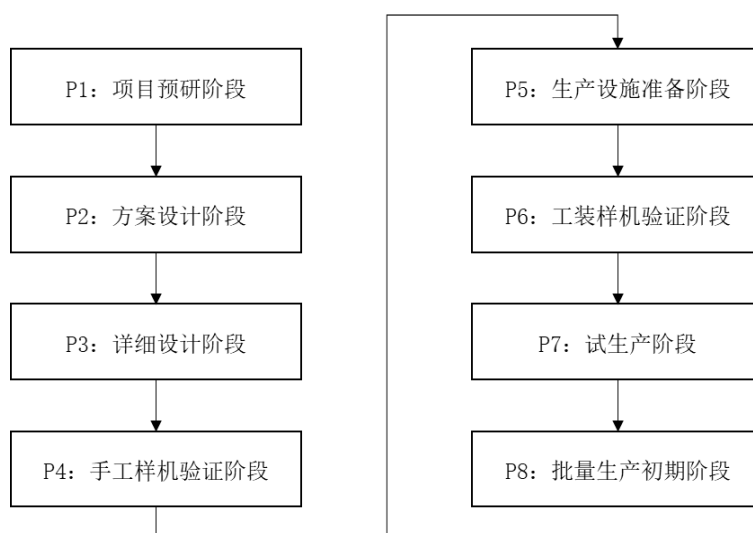 P1：项目预研阶段
P2：方案设计阶段
P3：详细设计阶段
P4：手工样机验证阶段
P5：生产设施准备阶段
P6：工装样机验证阶段
P7：试生产阶段
P8：批量生产初期阶段